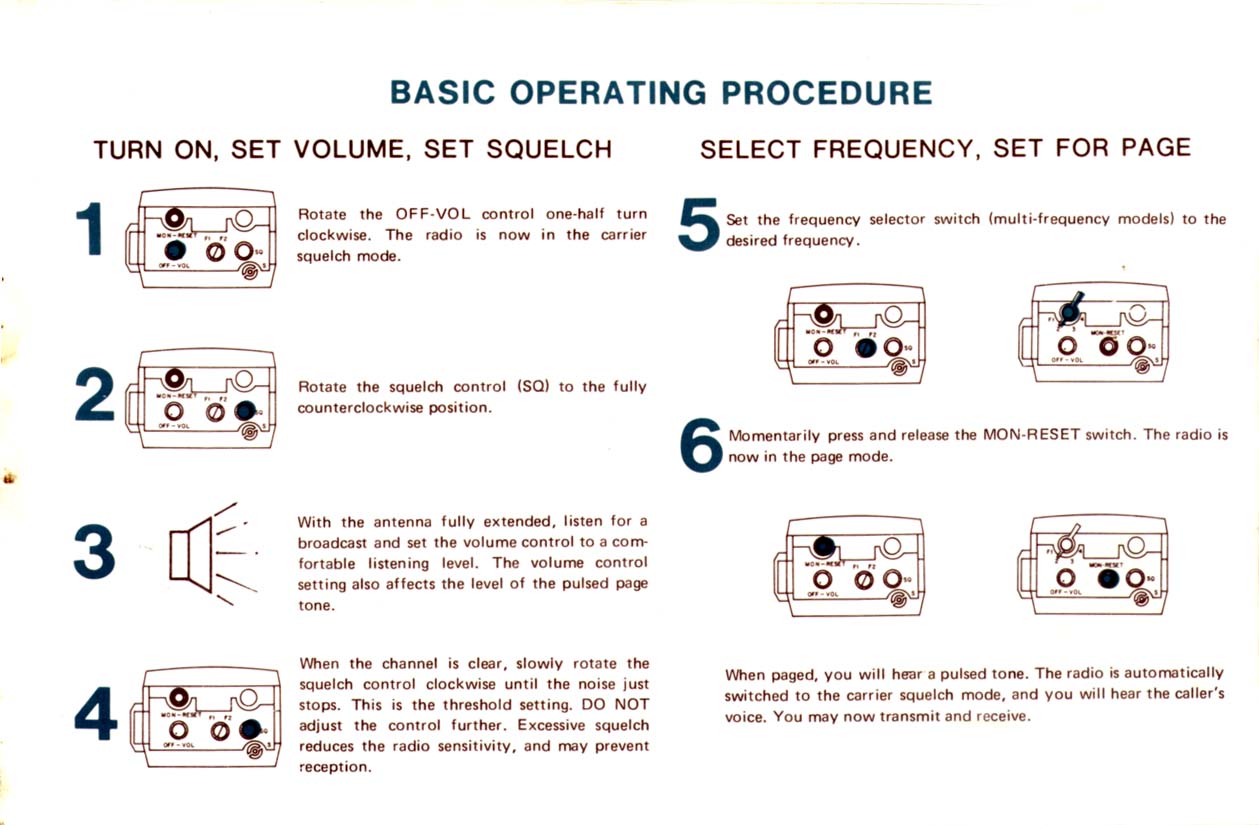 BASIC OPERATING PROCEDURE
TURN ON, SET VOLUME, SET SQUELCH
1
MON-RESET F1 F2
SQ
OFF-VOL S
Rotate the OFF-VOL control one-half turn
clockwise. The radio is now in the carrier
squelch mode.
2
MON-RESET F1 F2
SQ
OFF-VOL S
Rotate the squelch control (SQ) to the fully
counterclockwise position.
3
With the antenna fully extended, listen for a
broadcast and set the volume control to a com-
fortable listening level. The volume control
setting also affects the level of the pulsed page
tone.
4
MON-RESET F1 F2
SQ
OFF-VOL S
When the channel is clear, slowly rotate the
squelch control clockwise until the noise just
stops. This is the threshold setting. DO NOT
adjust the control further. Excessive squelch
reduces the radio sensitivity, and may prevent
reception.
SELECT FREQUENCY, SET FOR PAGE
5
Set the frequency selector switch (multi-frequency models) to the
desired frequency.
MON-RESET F1 F2
SQ
OFF-VOL S
F1 2 3 4
MON-RESET
SQ
OFF-VOL S
6
Momentarily press and release the MON-RESET switch. The radio is
now in the page mode.
MON-RESET F1 F2
SQ
OFF-VOL S
F1 2 3 4
MON-RESET
SQ
OFF-VOL S
When paged, you will hear a pulsed tone. The radio is automatically
switched to the carrier squelch mode, and you will hear the caller's
voice. You may now transmit and receive.